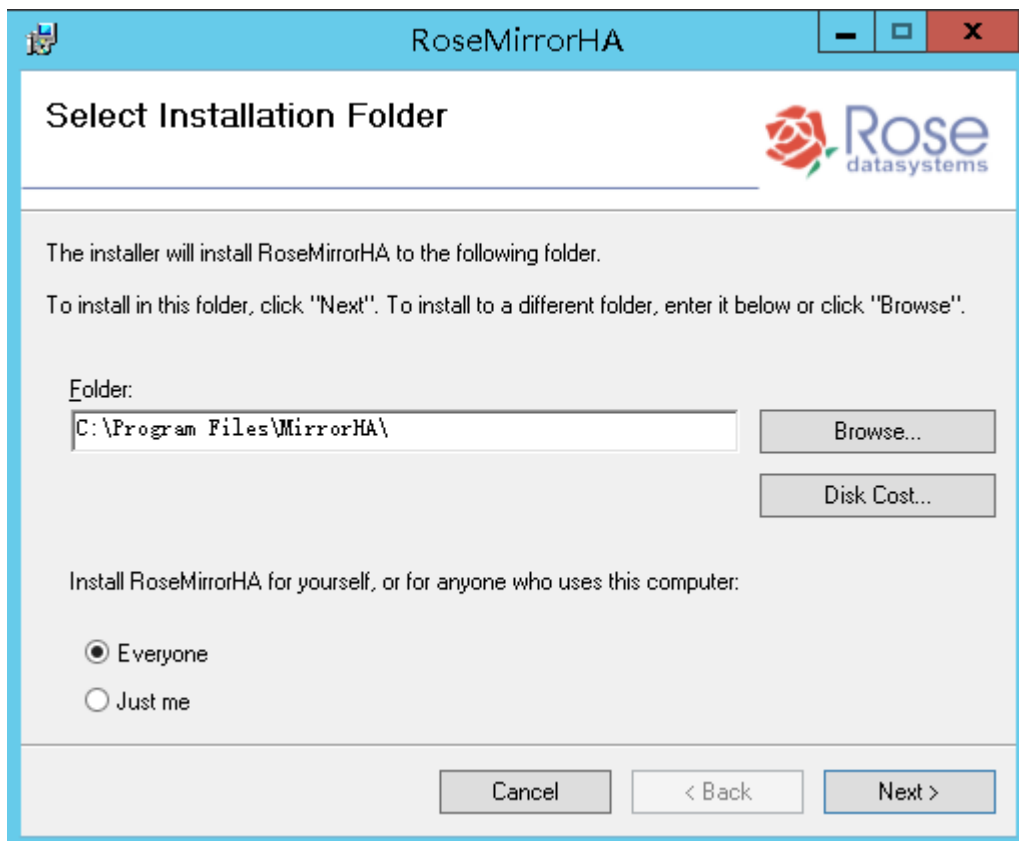 RoseMirrorHA
Select Installation Folder
Rose
datasystems
The installer will install RoseMirrorHA to the following folder.
To install in this folder, click "Next". To install to a different folder, enter it below or click "Browse".
Folder:
C:\Program Files\MirrorHA\
Browse...
Disk Cost...
Install RoseMirrorHA for yourself, or for anyone who uses this computer:
Everyone
Just me
Cancel
< Back
Next >